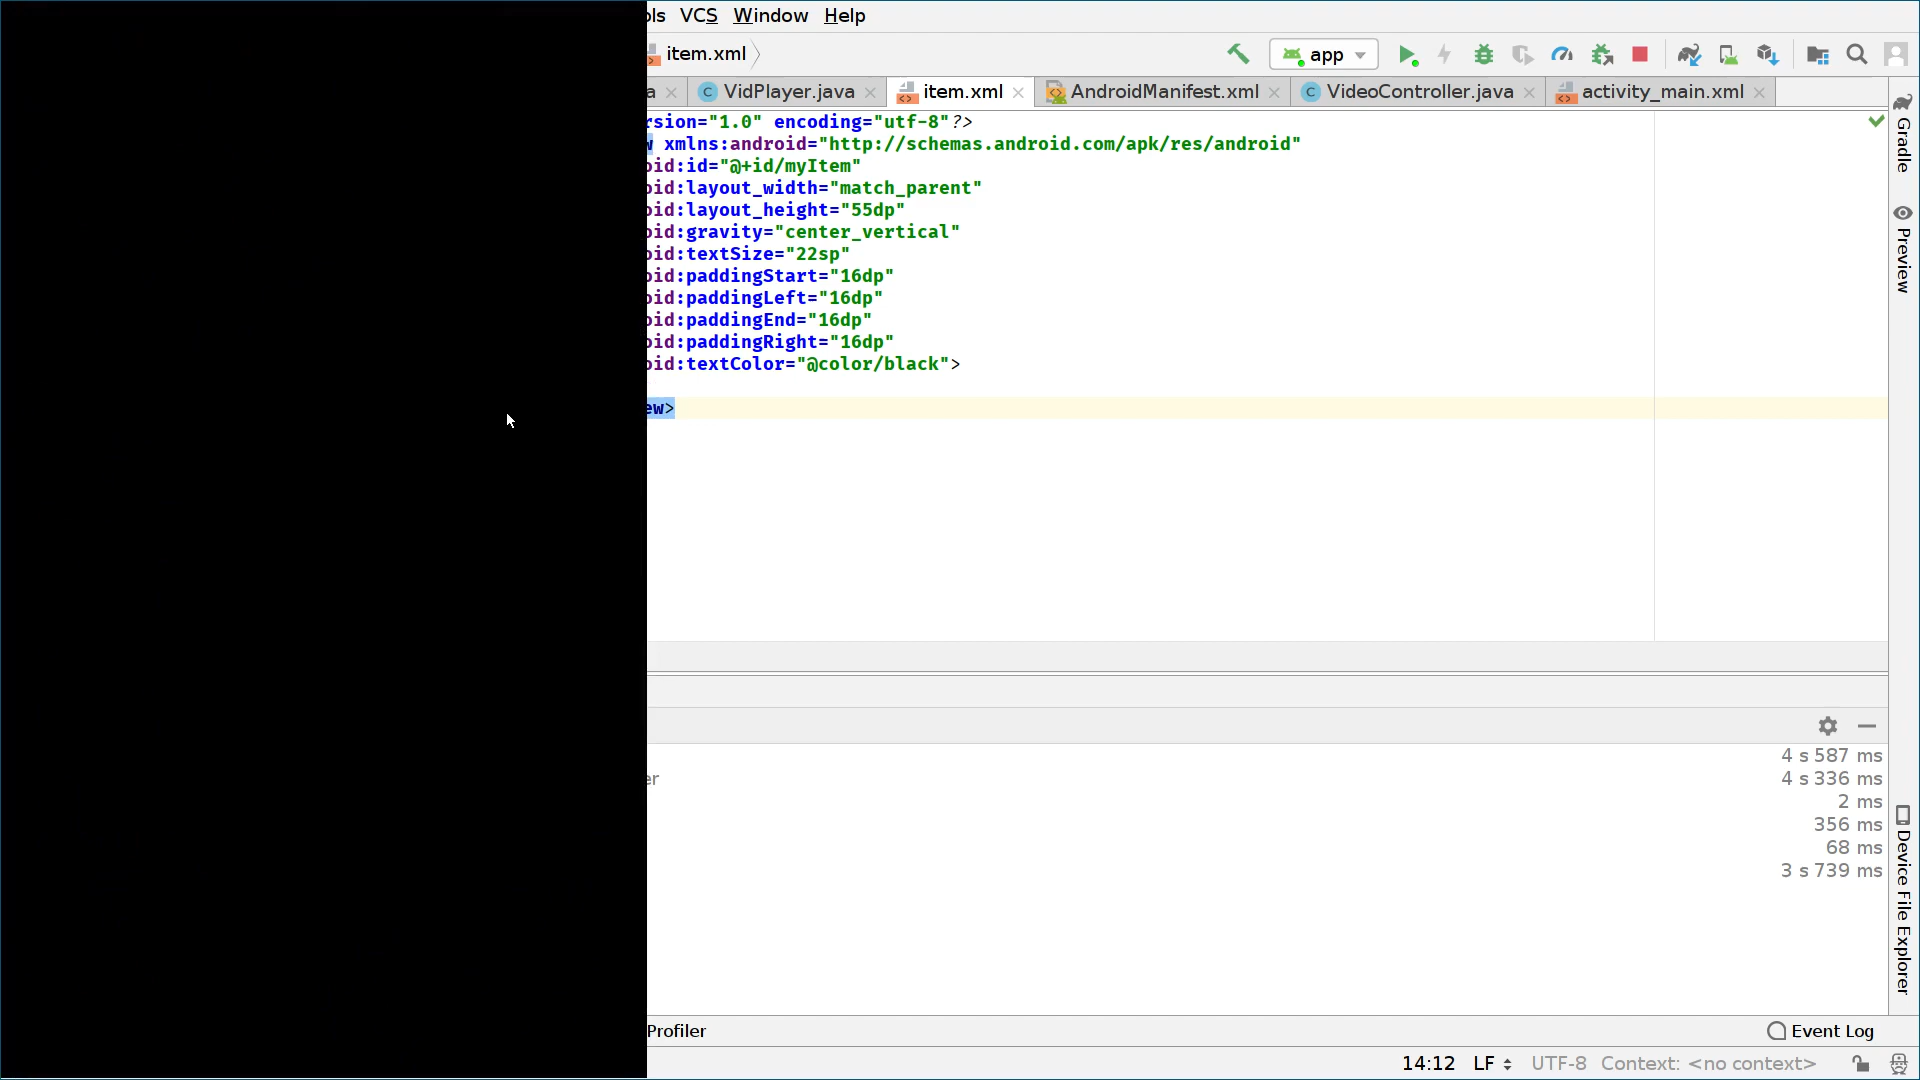 ols VCS Window Help
item.xml
app
a VidPlayer.java item.xml AndroidManifest.xml VideoController.java activity_main.xml
rsion="1.0" encoding="utf-8"?>
w xmlns:android="http://schemas.android.com/apk/res/android"
oid:id="@+id/myItem"
oid:layout_width="match_parent"
oid:layout_height="55dp"
oid:gravity="center_vertical"
oid:textSize="22sp"
oid:paddingStart="16dp"
oid:paddingLeft="16dp"
oid:paddingEnd="16dp"
oid:paddingRight="16dp"
oid:textColor="@color/black">
ew>
Gradle
Preview
4 s 587 ms
er 4 s 336 ms
2 ms
356 ms
68 ms
3 s 739 ms
Device File Explorer
Profiler
Event Log
14:12 LF UTF-8 Context: <no context>